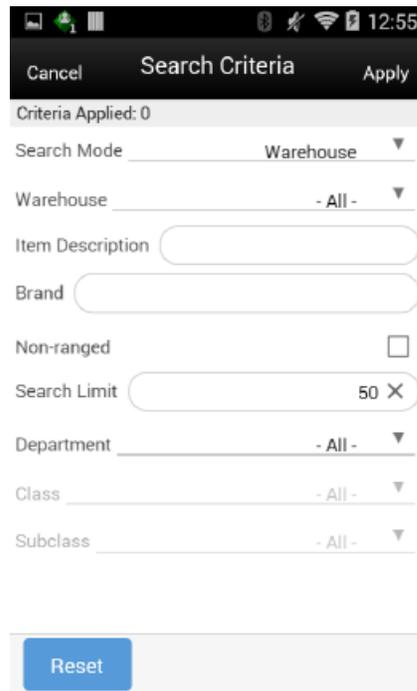 1 12:55
Cancel Search Criteria Apply
Criteria Applied: 0
Search Mode Warehouse
Warehouse - All -
Item Description
Brand
Non-ranged
Search Limit 50
Department - All -
Class - All -
Subclass - All -
Reset